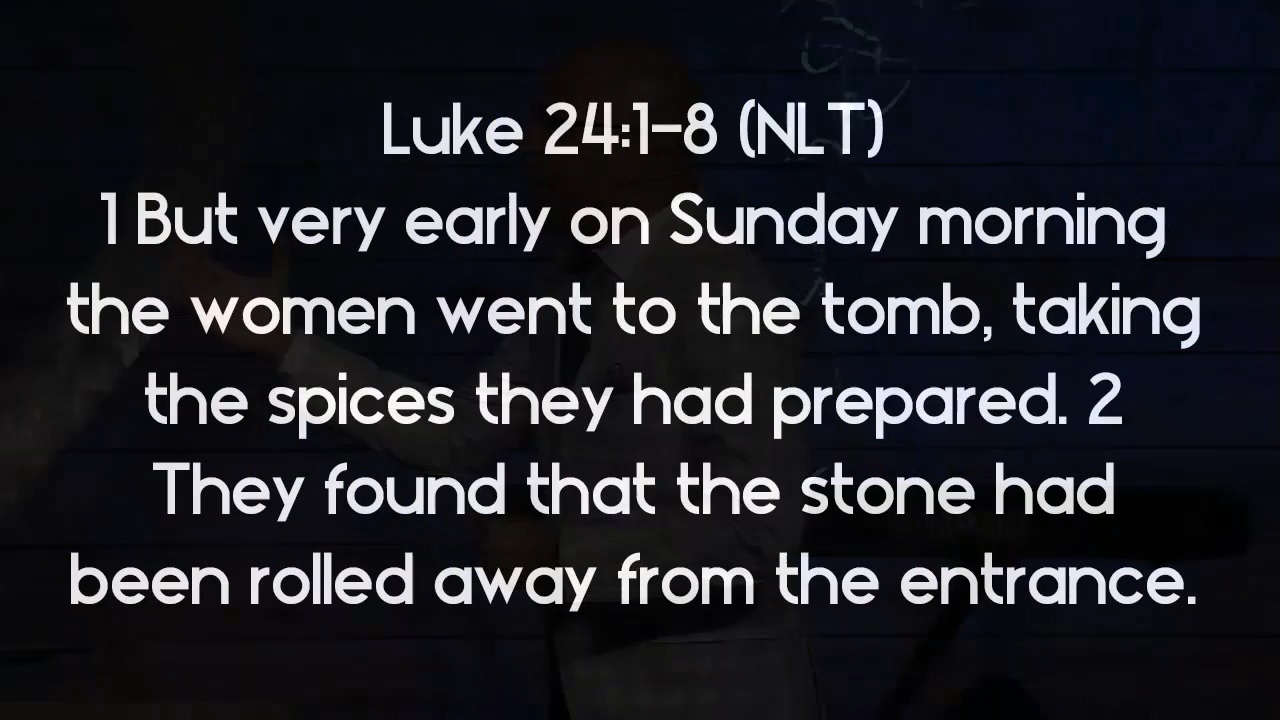 Luke 24:1-8 (NLT)
1 But very early on Sunday morning
the women went to the tomb, taking
the spices they had prepared. 2
They found that the stone had
been rolled away from the entrance.